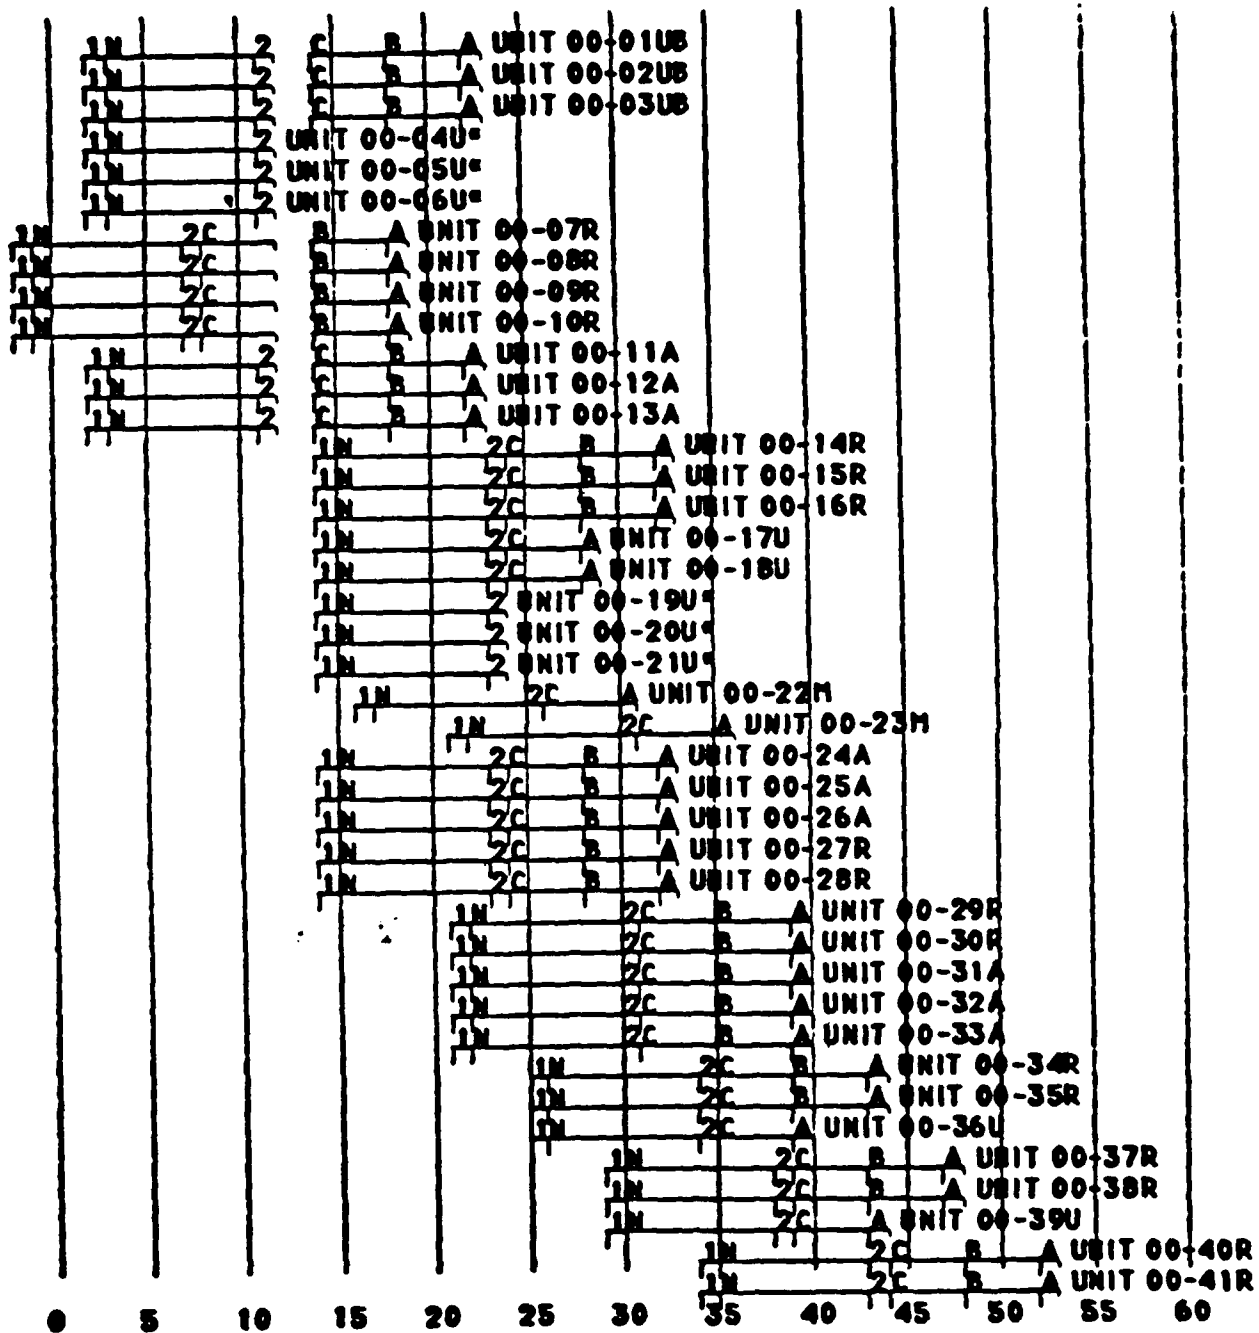 1N 2 C B A UNIT 00-01UB
1N 2 C B A UNIT 00-02UB
1N 2 C B A UNIT 00-03UB
1N 2 UNIT 00-04U*
1N 2 UNIT 00-05U*
1N 2 UNIT 00-06U*
1N 2C B A UNIT 00-07R
1N 2C B A UNIT 00-08R
1N 2C B A UNIT 00-09R
1N 2C B A UNIT 00-10R
1N 2 C B A UNIT 00-11A
1N 2 C B A UNIT 00-12A
1N 2 C B A UNIT 00-13A
1N 2C B A UNIT 00-14R
1N 2C B A UNIT 00-15R
1N 2C B A UNIT 00-16R
1N 2C A UNIT 00-17U
1N 2C A UNIT 00-18U
1N 2 UNIT 00-19U*
1N 2 UNIT 00-20U*
1N 2 UNIT 00-21U*
1N 2C A UNIT 00-22M
1N 2C A UNIT 00-23M
1N 2C B A UNIT 00-24A
1N 2C B A UNIT 00-25A
1N 2C B A UNIT 00-26A
1N 2C B A UNIT 00-27R
1N 2C B A UNIT 00-28R
1N 2C B A UNIT 00-29R
1N 2C B A UNIT 00-30R
1N 2C B A UNIT 00-31A
1N 2C B A UNIT 00-32A
1N 2C B A UNIT 00-33A
1N 2C B A UNIT 00-34R
1N 2C B A UNIT 00-35R
1N 2C A UNIT 00-36U
1N 2C B A UNIT 00-37R
1N 2C B A UNIT 00-38R
1N 2C A UNIT 00-39U
1N 2C B A UNIT 00-40R
1N 2C B A UNIT 00-41R
0 5 10 15 20 25 30 35 40 45 50 55 60